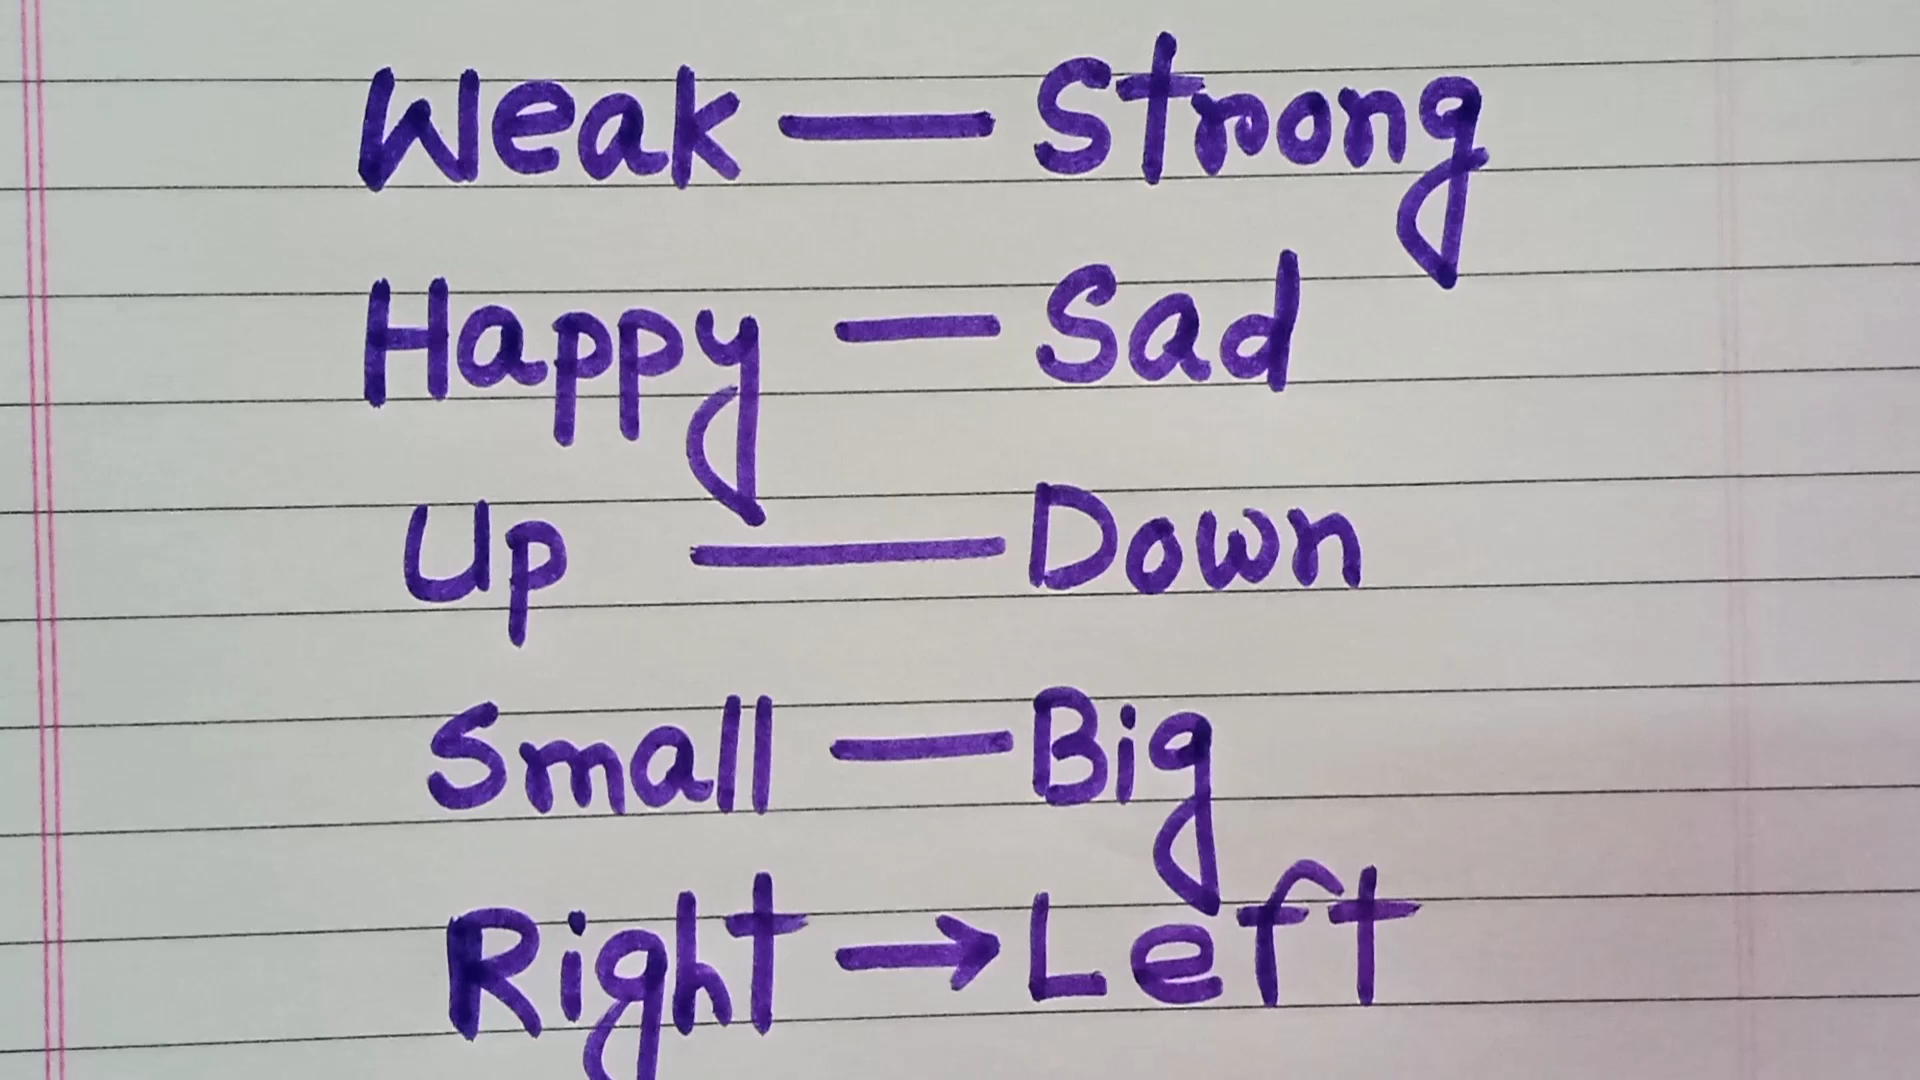 Weak — Strong
Happy — Sad
Up — Down
Small — Big
Right → Left